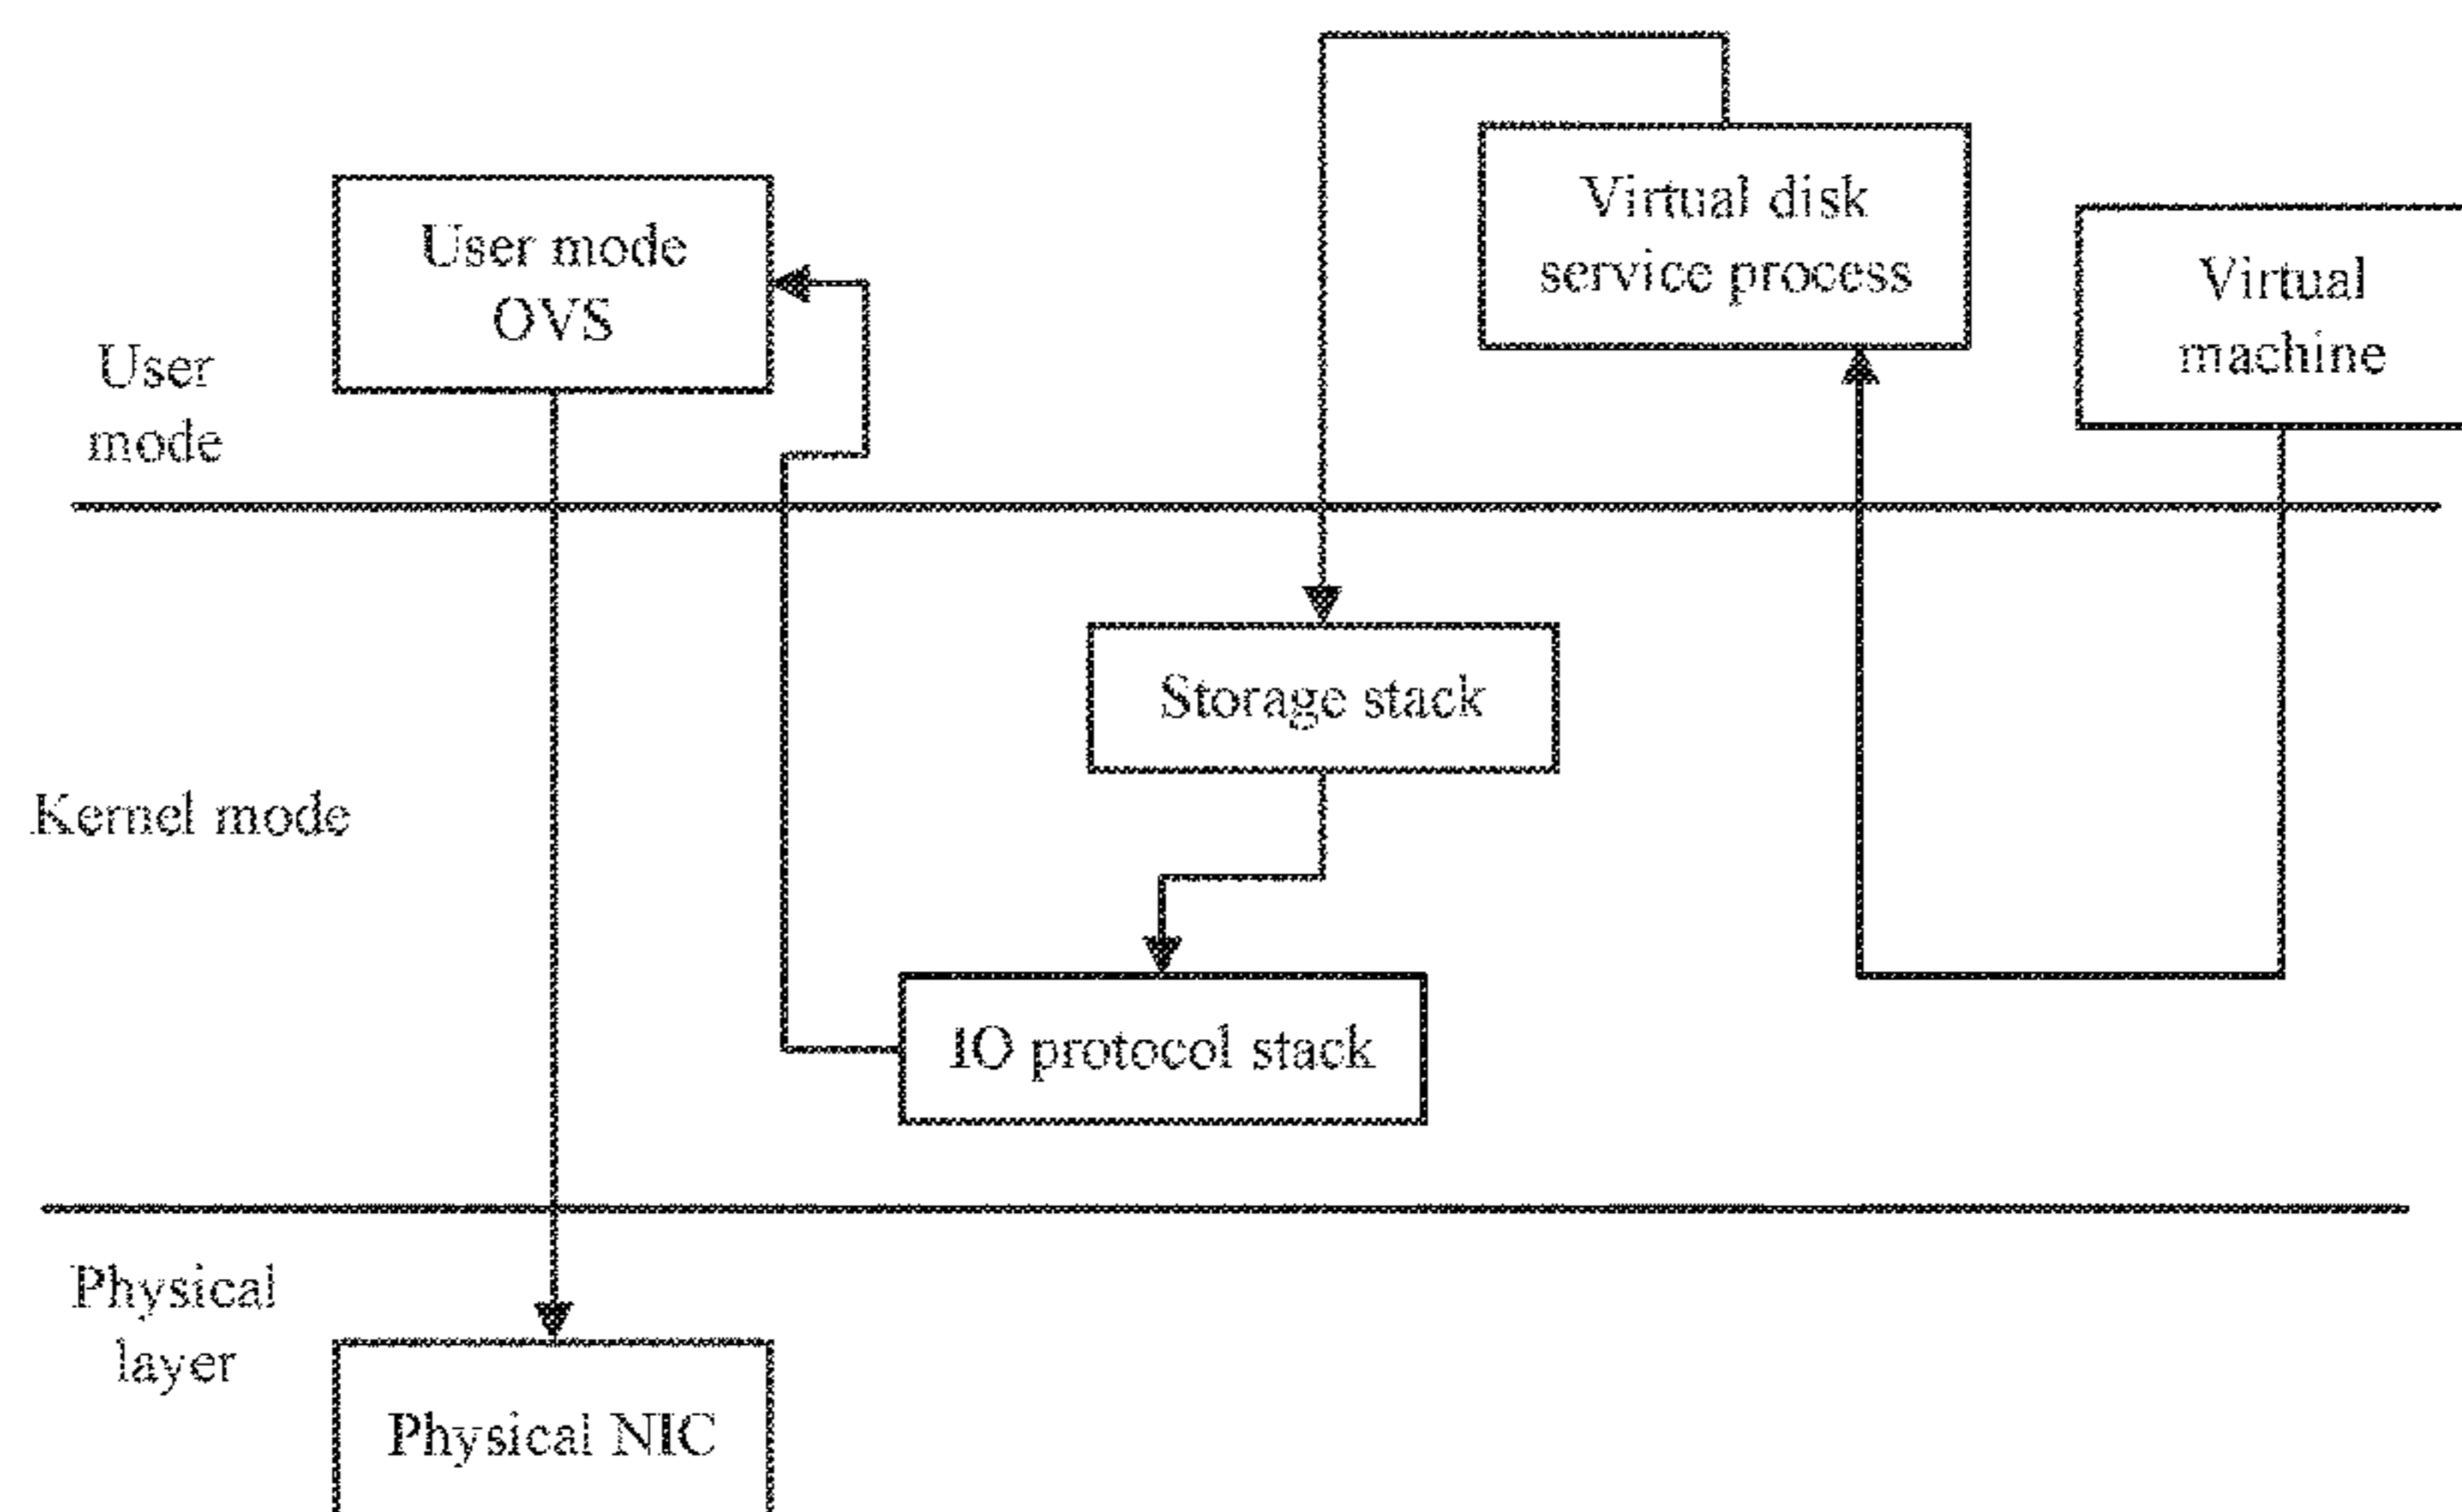 Virtual disk
service process
User mode
OVS
Virtual
machine
User
mode
Storage stack
Kernel mode
IO protocol stack
Physical
layer
Physical NIC